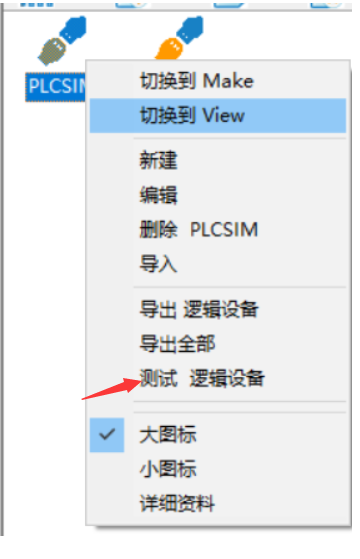 PLCSI
切换到 Make
切换到 View
新建
编辑
删除 PLCSIM
导入
导出 逻辑设备
导出全部
测试 逻辑设备
大图标
小图标
详细资料